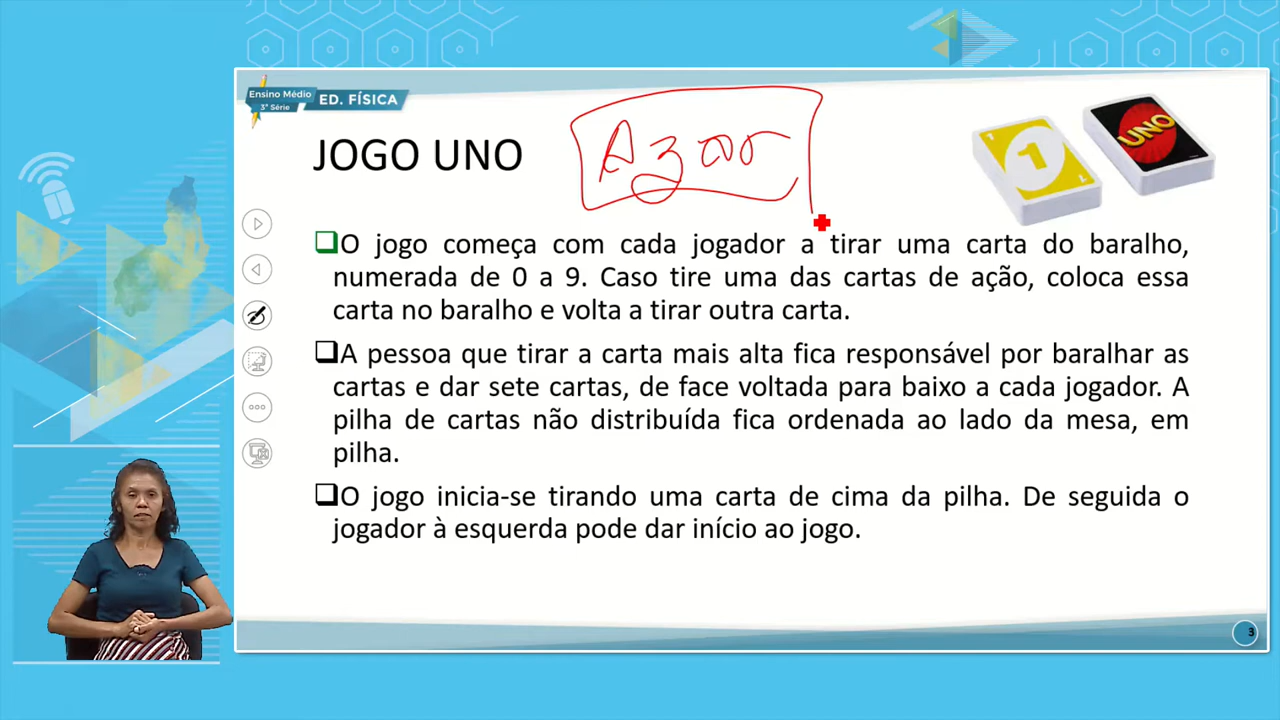 Ensino Médio
3ª Série
ED. FÍSICA
JOGO UNO
Azar
1
1
1
UNO
O jogo começa com cada jogador a tirar uma carta do baralho,
numerada de 0 a 9. Caso tire uma das cartas de ação, coloca essa
carta no baralho e volta a tirar outra carta.
A pessoa que tirar a carta mais alta fica responsável por baralhar as
cartas e dar sete cartas, de face voltada para baixo a cada jogador. A
pilha de cartas não distribuída fica ordenada ao lado da mesa, em
pilha.
O jogo inicia-se tirando uma carta de cima da pilha. De seguida o
jogador à esquerda pode dar início ao jogo.
3